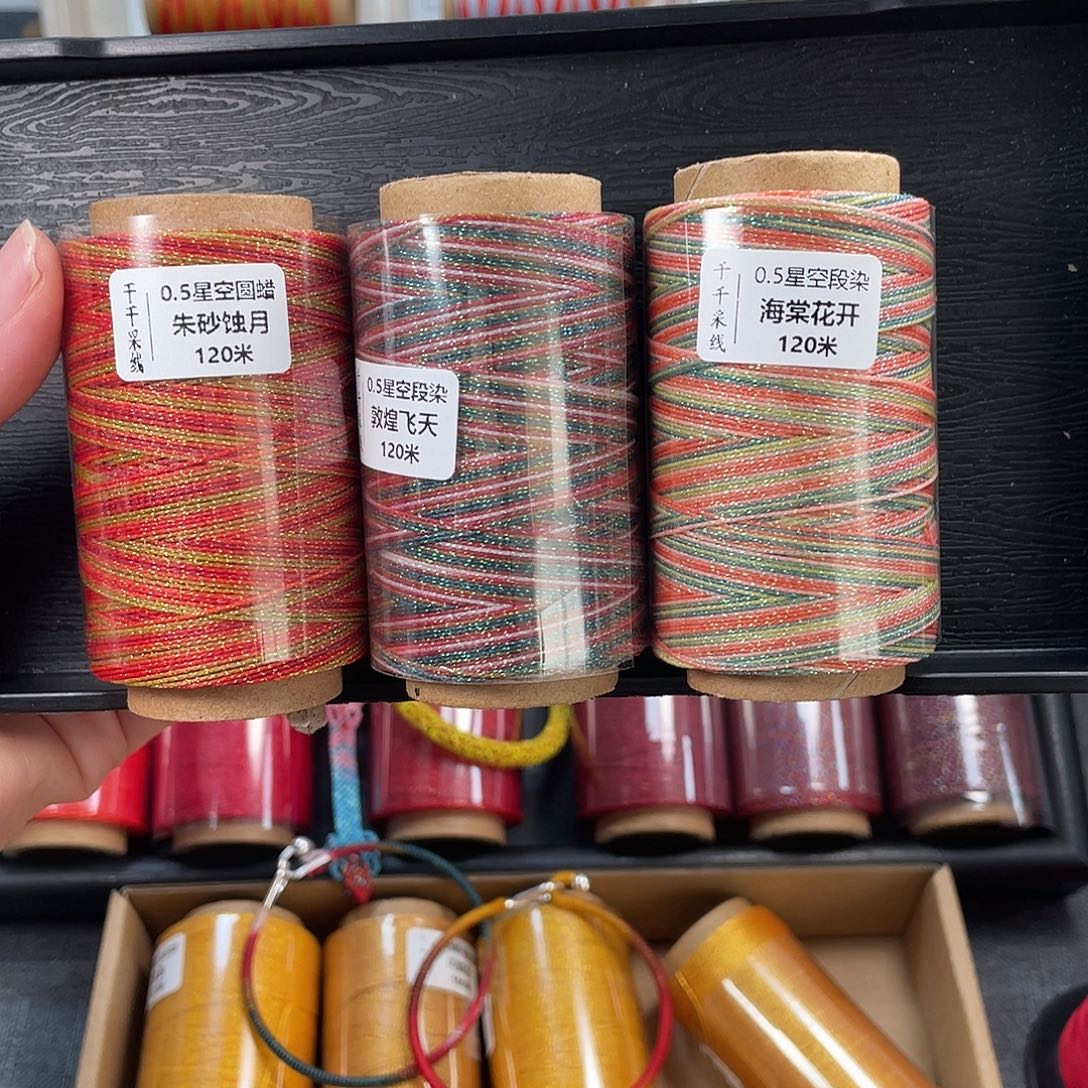 千千采线
0.5星空圆蜡
朱砂蚀月
120米
0.5星空段染
敦煌飞天
120米
千千采线
0.5星空段染
海棠花开
120米